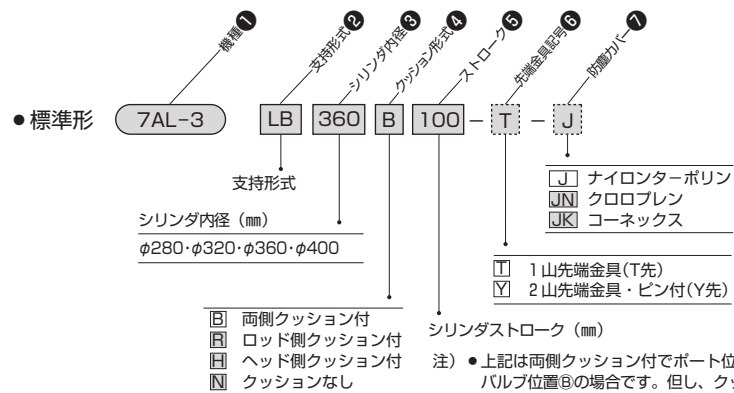 機種❶
支持形式❷
シリンダ内径❸
クッション形式❹
ストローク❺
先端金具記号❻
防塵カバー❼
●標準形 7AL-3 LB 360 B 100 - T - J
支持形式
シリンダ内径（㎜）
φ280･φ320･φ360･φ400
J ナイロンターポリン
JN クロロプレン
JK コーネックス
T 1山先端金具(T先)
Y 2山先端金具・ピン付(Y先)
B 両側クッション付
R ロッド側クッション付
H ヘッド側クッション付
N クッションなし
シリンダストローク（㎜）
注）●上記は両側クッション付でポート位
バルブ位置Ⓑの場合です。但し、クッ